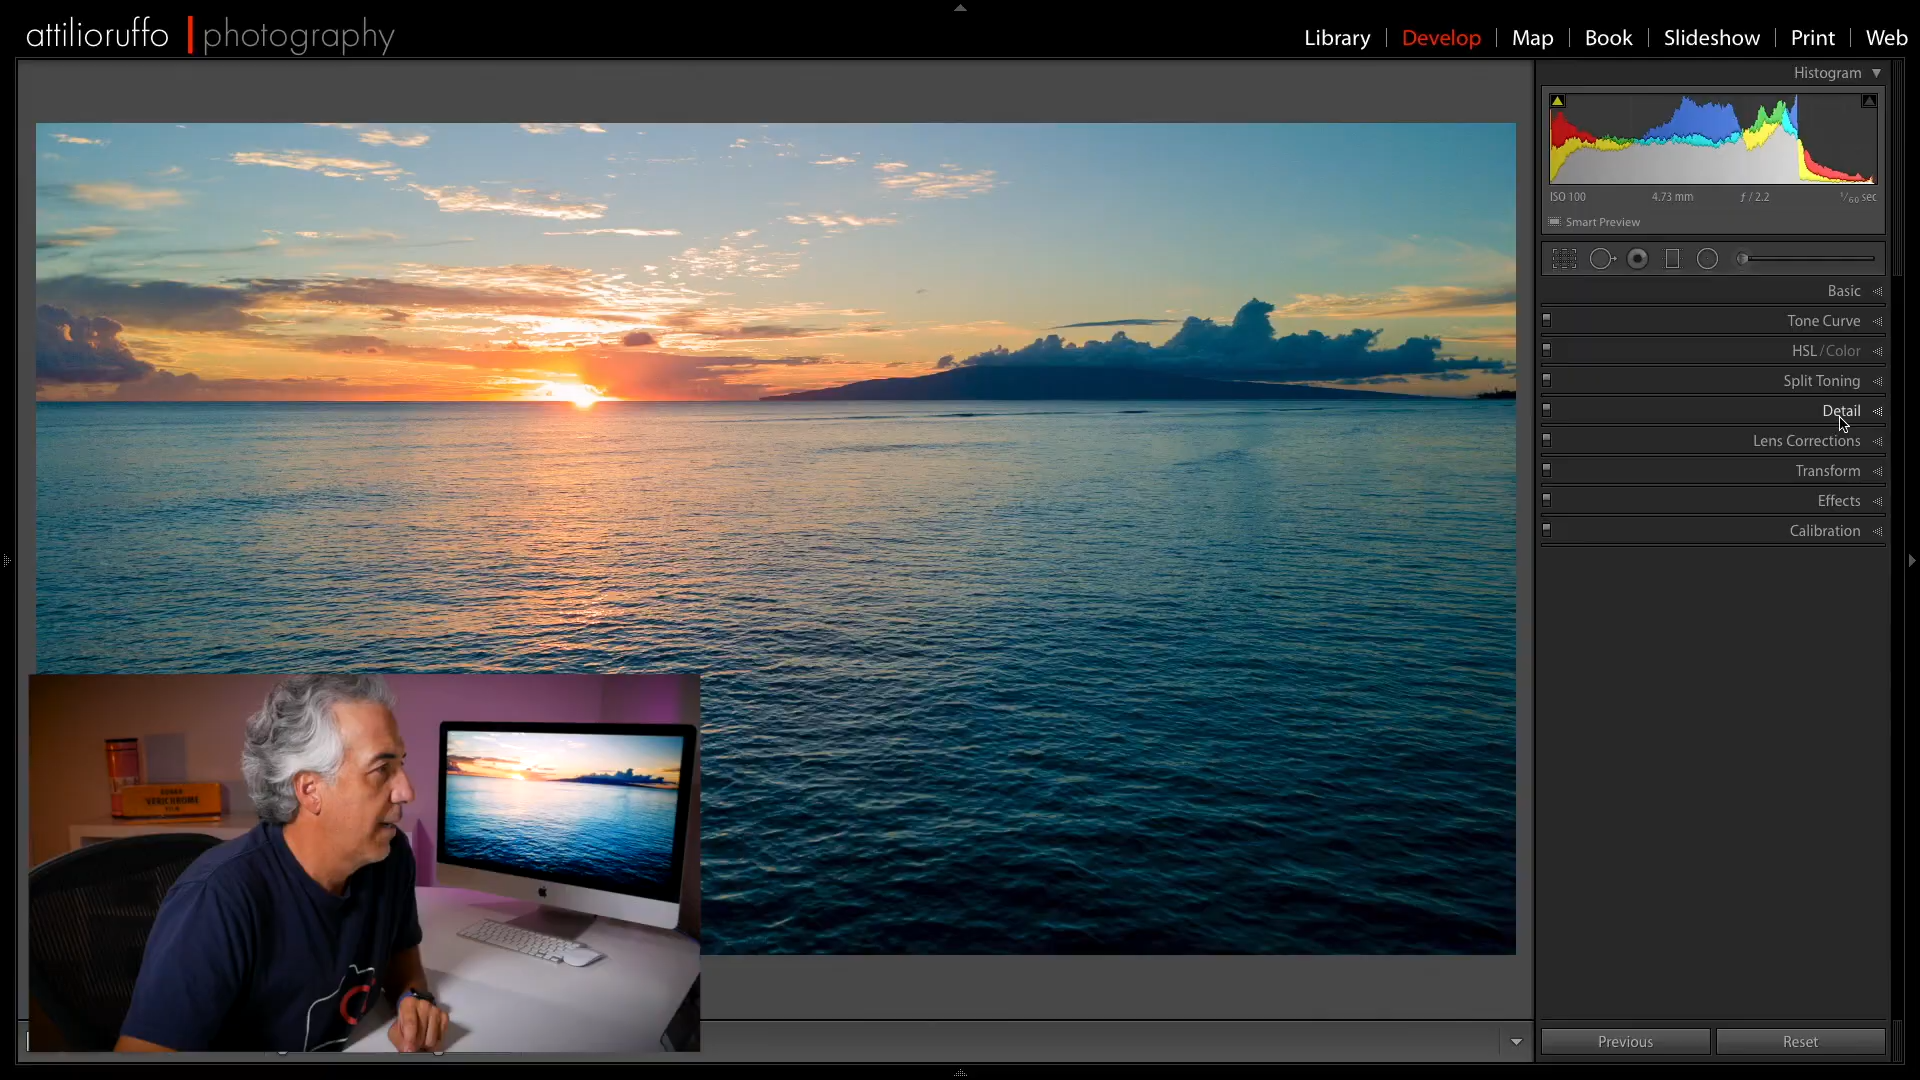 attilioruffo | photography
Library | Develop | Map | Book | Slideshow | Print | Web
Histogram
ISO 100 4.73 mm ƒ / 2.2 1/60 sec
Smart Preview
Basic
Tone Curve
HSL / Color
Split Toning
Detail
Lens Corrections
Transform
Effects
Calibration
VERICHROME
Previous Reset